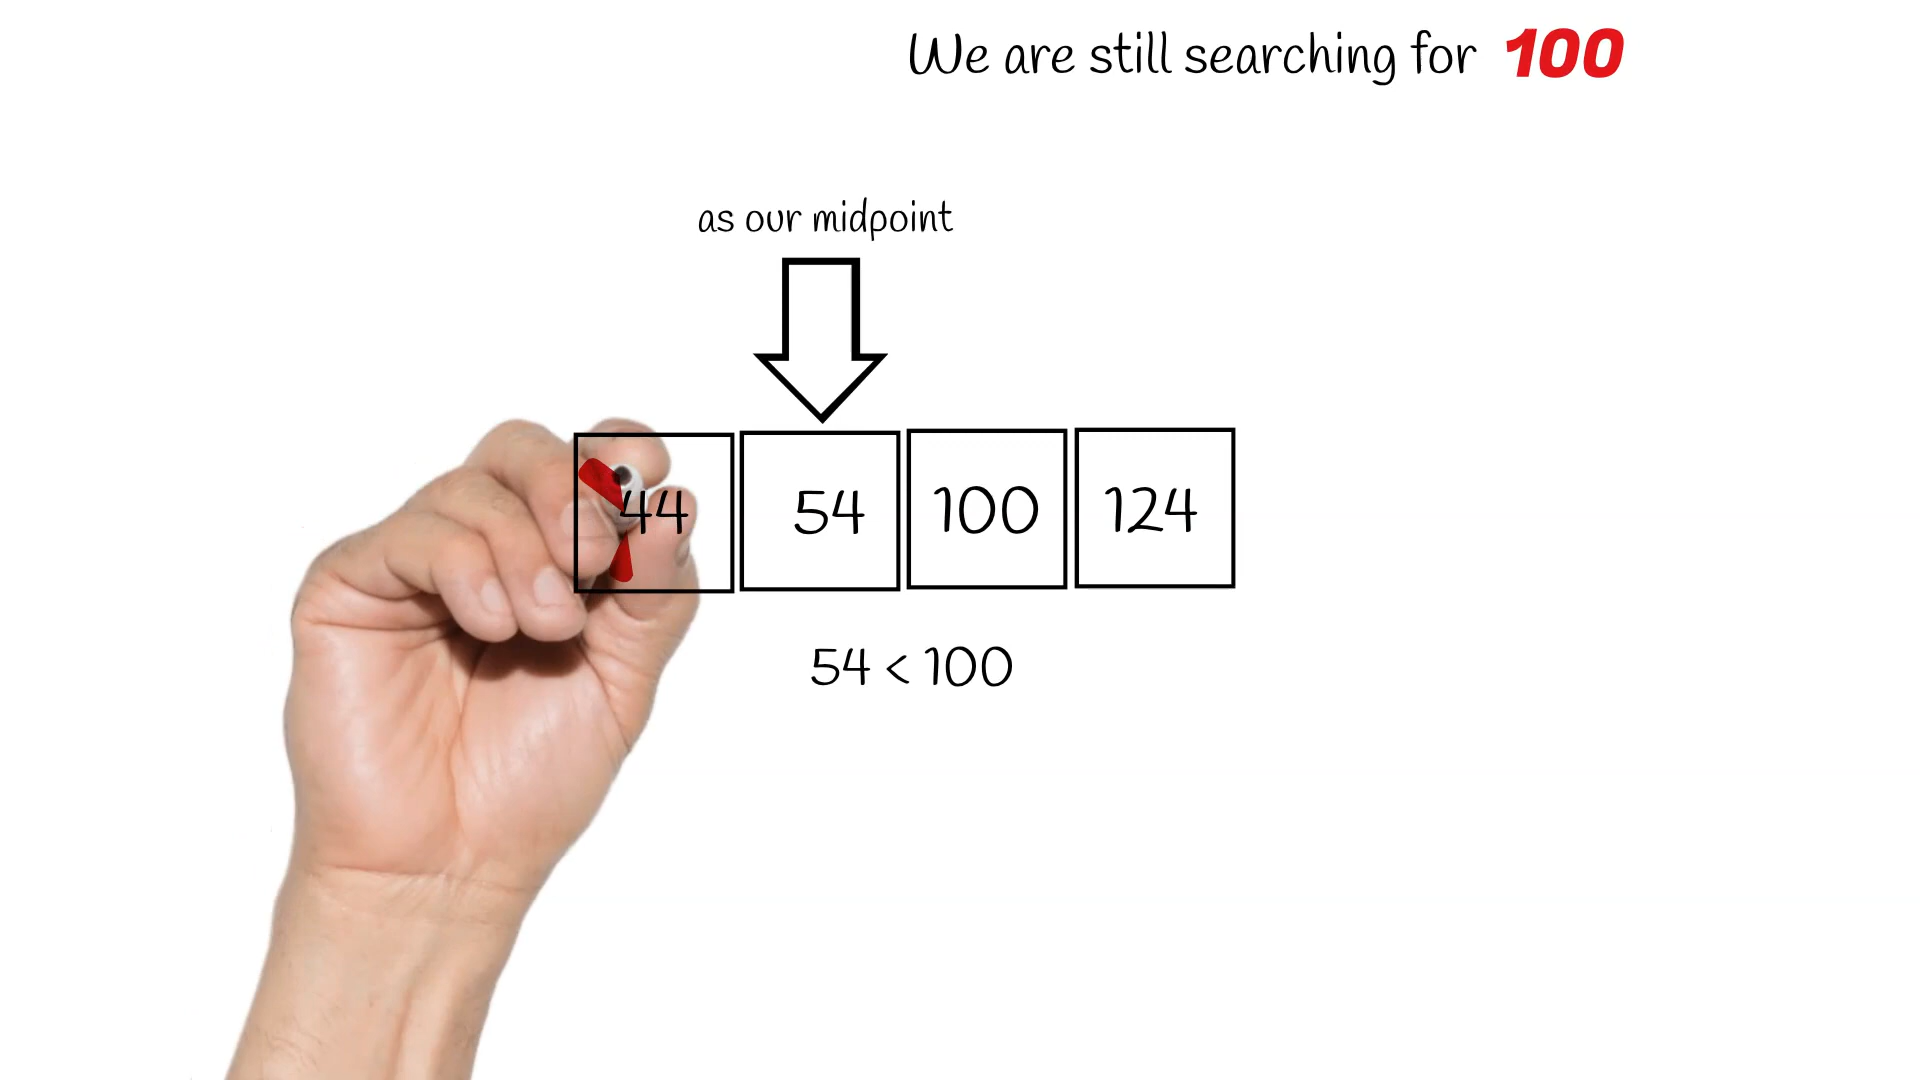 We are still searching for 100
as our midpoint
44 54 100 124
54 < 100